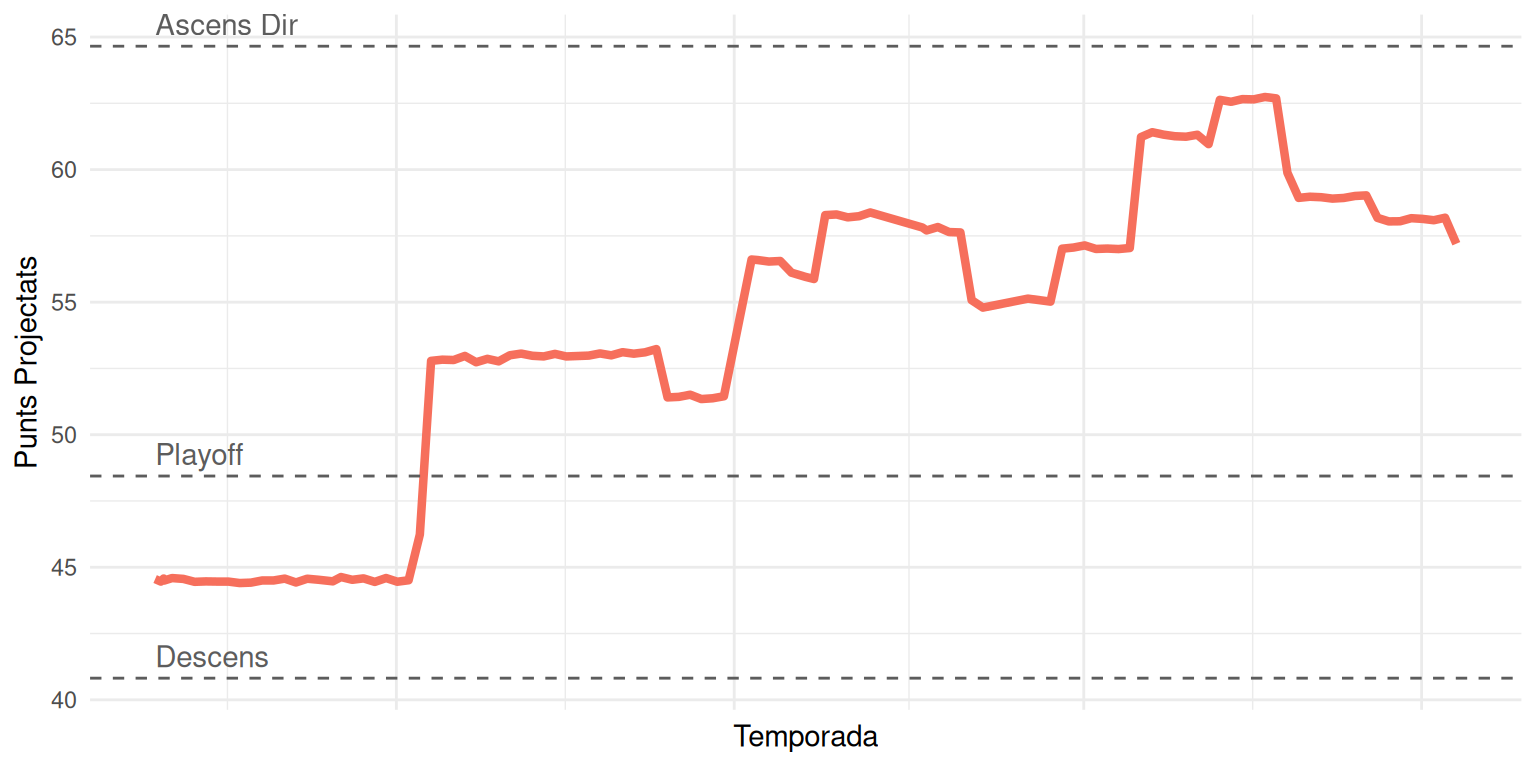 Ascens Dir
65
60
55
50
Playoff
45
Descens
40
Punts Projectats
Temporada